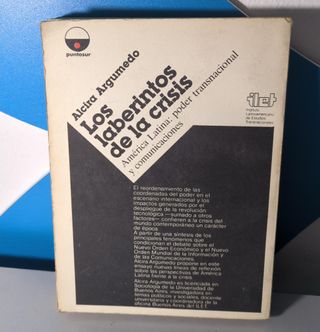 puntosur
Alcira Argumedo
Los
laberintos
de la crisis
América Latina: poder transnacional
y comunicaciones
ilet
Instituto
Latinoamericano
de Estudios
Transnacionales
El reordenamiento de las
coordenadas del poder en el
escenario internacional y los
impactos generados por el
despliegue de la revolución
tecnológica —sumado a otros
factores— confieren a la crisis del
mundo contemporáneo un carácter
de época.
A partir de una síntesis de los
principales fenómenos que
condicionan el debate sobre el Nuevo
Orden Económico y el Nuevo
Orden Mundial de la Información
y de las Comunicaciones,
Alcira Argumedo propone en este
ensayo nuevas líneas de reflexión
sobre las perspectivas de América
Latina frente a la crisis.
Alcira Argumedo es licenciada en
Sociología de la Universidad de
Buenos Aires, investigadora en
temas políticos y sociales, docente
universitaria y coordinadora de la
oficina Buenos Aires del ILET.